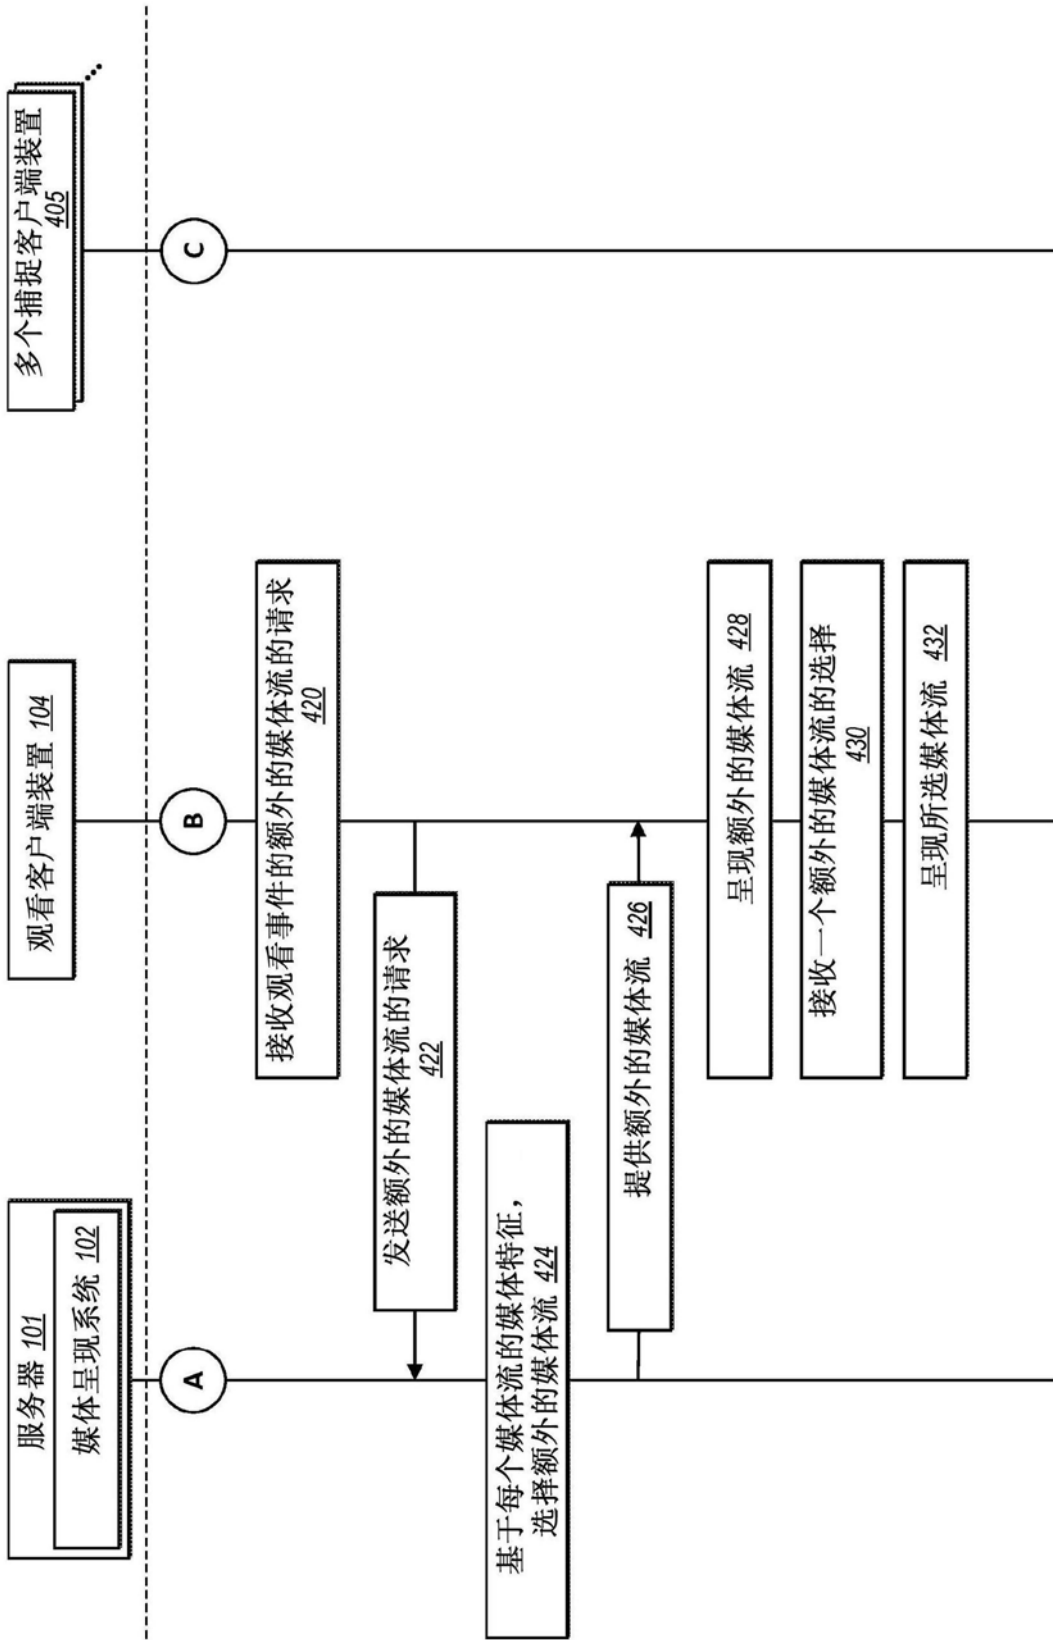 服务器 101
媒体呈现系统 102
观看客户端装置 104
多个捕捉客户端装置
405
A
B
C
接收观看事件的额外的媒体流的请求
420
发送额外的媒体流的请求
422
基于每个媒体流的媒体特征，
选择额外的媒体流 424
提供额外的媒体流 426
呈现额外的媒体流 428
接收一个额外的媒体流的选择
430
呈现所选媒体流 432